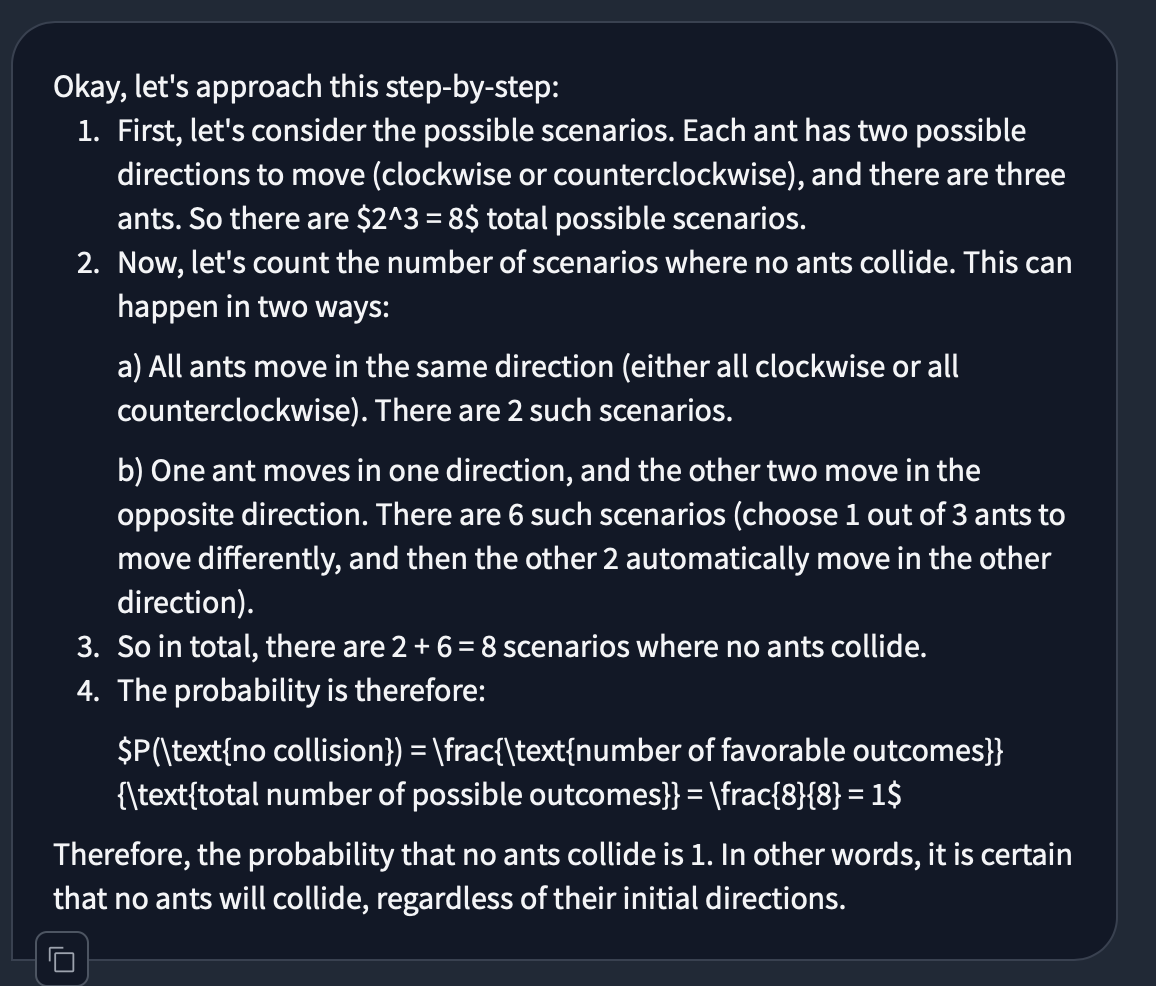 Okay, let's approach this step-by-step:
1. First, let's consider the possible scenarios. Each ant has two possible
directions to move (clockwise or counterclockwise), and there are three
ants. So there are $2^3 = 8$ total possible scenarios.
2. Now, let's count the number of scenarios where no ants collide. This can
happen in two ways:
a) All ants move in the same direction (either all clockwise or all
counterclockwise). There are 2 such scenarios.
b) One ant moves in one direction, and the other two move in the
opposite direction. There are 6 such scenarios (choose 1 out of 3 ants to
move differently, and then the other 2 automatically move in the other
direction).
3. So in total, there are 2 + 6 = 8 scenarios where no ants collide.
4. The probability is therefore:
$P(\text{no collision}) = \frac{\text{number of favorable outcomes}}
{\text{total number of possible outcomes}} = \frac{8}{8} = 1$
Therefore, the probability that no ants collide is 1. In other words, it is certain
that no ants will collide, regardless of their initial directions.